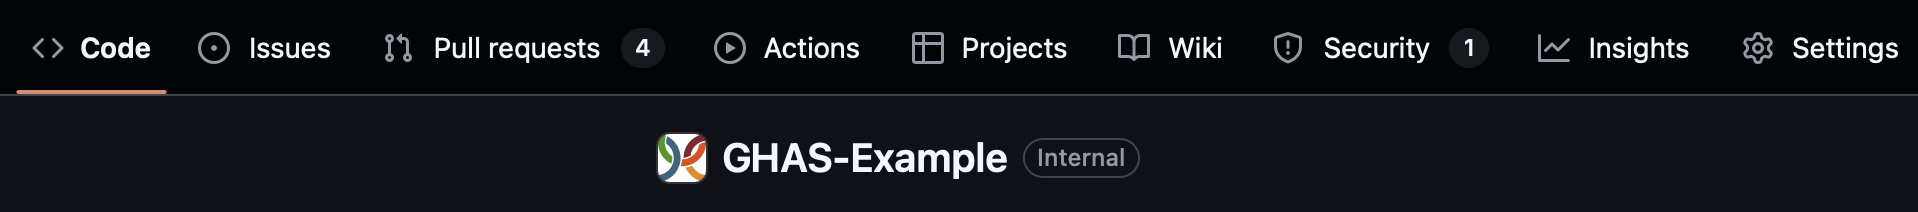 Code Issues Pull requests 4 Actions Projects Wiki Security 1 Insights Settings
GHAS-Example Internal